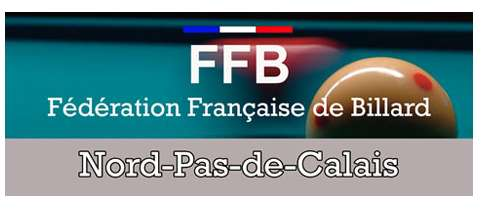 FFB
Fédération Française de Billard
Nord-Pas-de-Calais